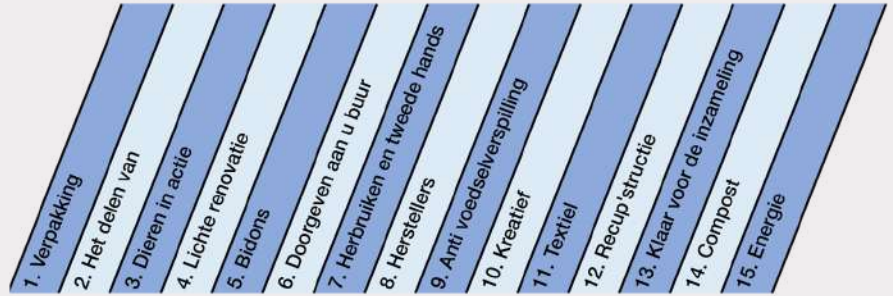 1. Verpakking
2. Het delen van
3. Dieren in actie
4. Lichte renovatie
5. Bidons
6. Doorgeven aan u buur
7. Herbruiken en tweede hands
8. Herstellers
9. Anti voedselverspilling
10. Kreatief
11. Textiel
12. Recup'structie
13. Klaar voor de inzameling
14. Compost
15. Energie